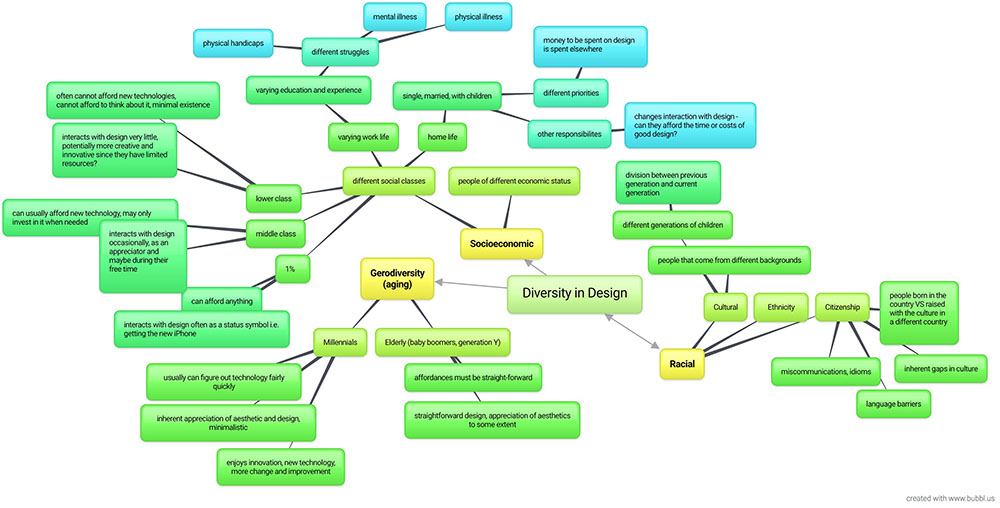 mental illness
physical illness
physical handicaps
different struggles
money to be spent on design
is spent elsewhere
varying education and experience
single, married, with children
different priorities
often cannot afford new technologies,
cannot afford to think about it, minimal existence
changes interaction with design -
can they afford the time or costs of
good design?
other responsibilites
varying work life
home life
interacts with design very little,
potentially more creative and
innovative since they have limited
resources?
different social classes
people of different economic status
division between previous
generation and current
generation
lower class
can usually afford new technology, may only
invest in it when needed
different generations of children
middle class
interacts with design
occasionally, as an
appreciator and
maybe during their
free time
Socioeconomic
people that come from different backgrounds
1%
Gerodiversity
(aging)
can afford anything
Diversity in Design
Cultural
Ethnicity
Citizenship
people born in the
country VS raised
with the culture in
a different country
interacts with design often as a status symbol i.e.
getting the new iPhone
Millennials
Elderly (baby boomers, generation Y)
Racial
miscommunications, idioms
inherent gaps in culture
usually can figure out technology fairly
quickly
affordances must be straight-forward
language barriers
inherent appreciation of aesthetic and design,
minimalistic
straightforward design, appreciation of aesthetics
to some extent
enjoys innovation, new technology,
more change and improvement
created with www.bubbl.us